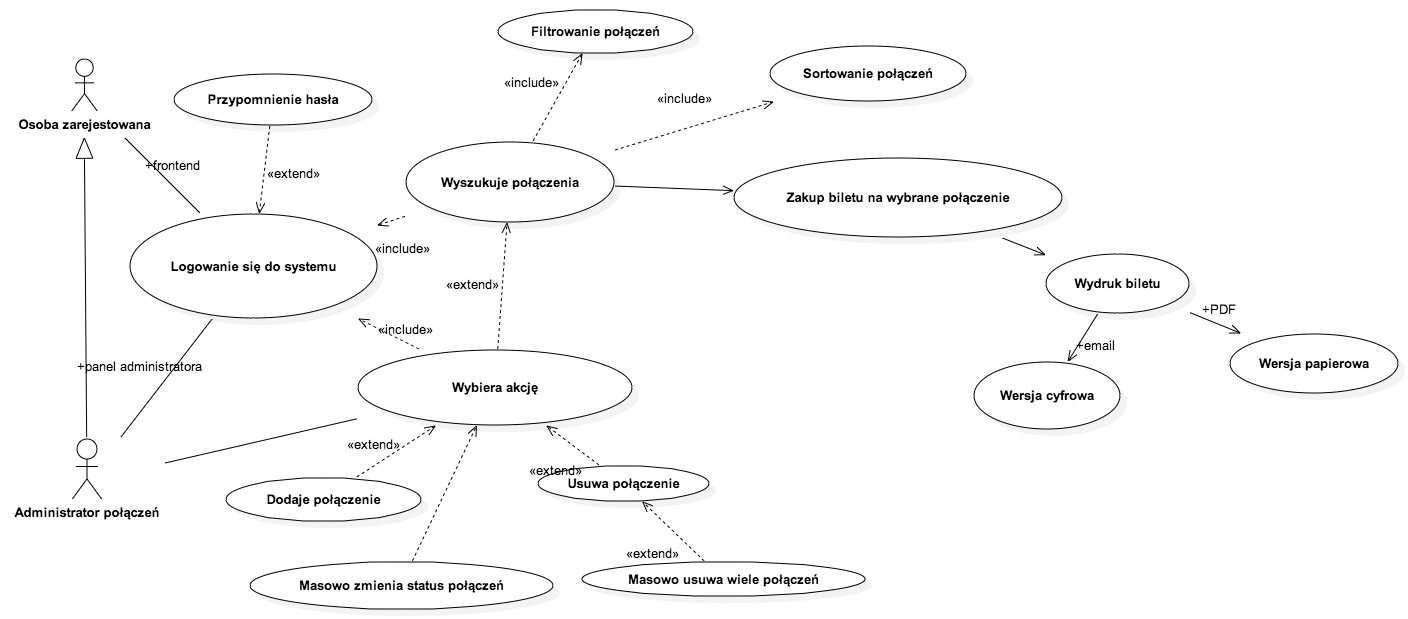 Filtrowanie połączeń
Sortowanie połączeń
«include»
«include»
Przypomnienie hasła
Osoba zarejestowana
+frontend
«extend»
Wyszukuje połączenia
Zakup biletu na wybrane połączenie
«include»
Logowanie się do systemu
«extend»
Wydruk biletu
+PDF
«include»
+email
+panel administratora
Wersja papierowa
Wybiera akcję
Wersja cyfrowa
«extend»
«extend»
Usuwa połączenie
Dodaje połączenie
Administrator połączeń
«extend»
Masowo zmienia status połączeń
Masowo usuwa wiele połączeń